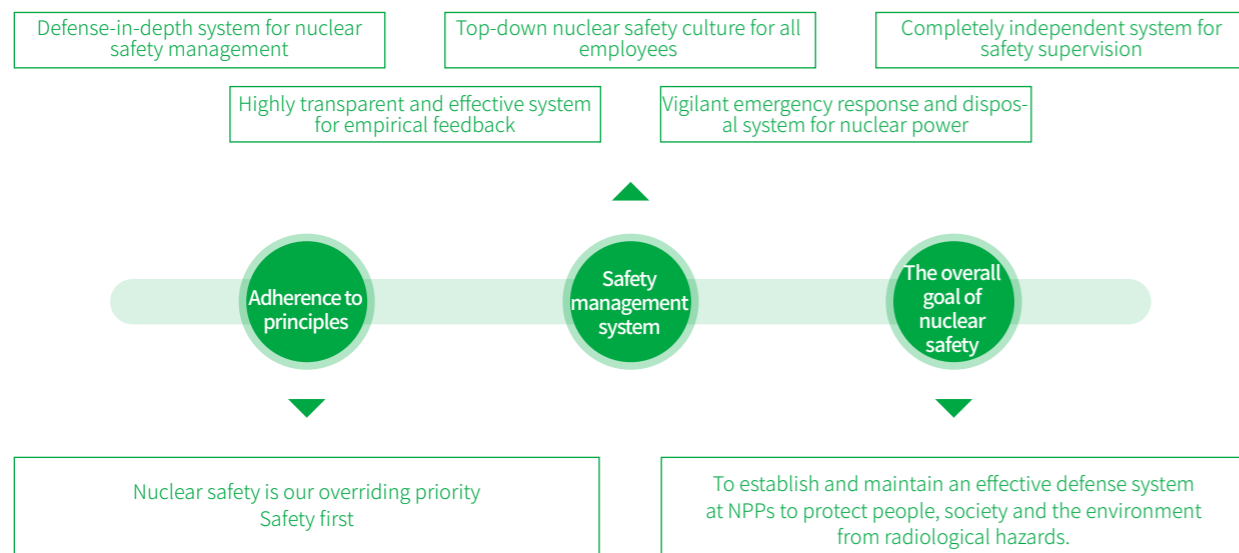 Defense-in-depth system for nuclear
safety management
Top-down nuclear safety culture for all
employees
Completely independent system for
safety supervision
Highly transparent and effective system
for empirical feedback
Vigilant emergency response and dispos-
al system for nuclear power
Adherence to
principles
Safety
management
system
The overall
goal of
nuclear
safety
Nuclear safety is our overriding priority
Safety first
To establish and maintain an effective defense system
at NPPs to protect people, society and the environment
from radiological hazards.